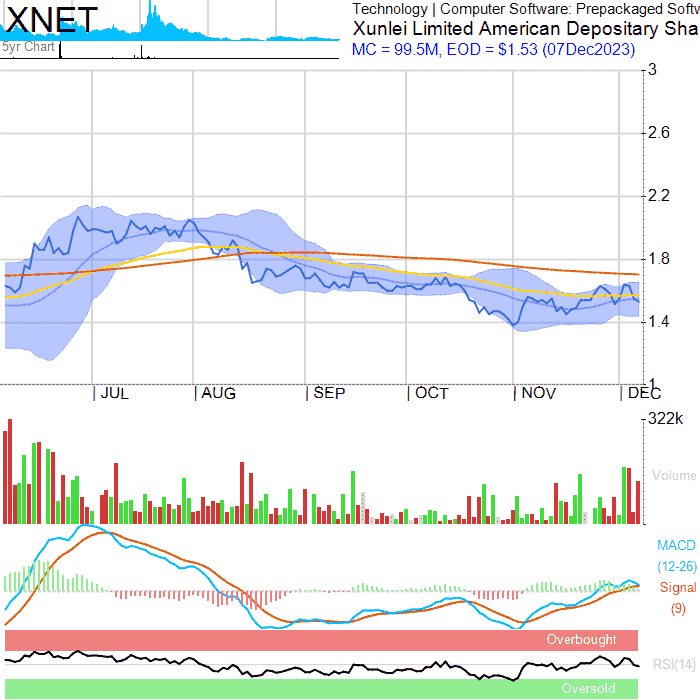 XNET
Technology | Computer Software: Prepackaged Softw
Xunlei Limited American Depositary Sha
5yr Chart
MC = 99.5M, EOD = $1.53 (07Dec2023)
3
2.6
2.2
1.8
1.4
1
JUL AUG SEP OCT NOV DEC
322k
Volume
MACD
(12-26)
Signal
(9)
Overbought
RSI(14)
Oversold